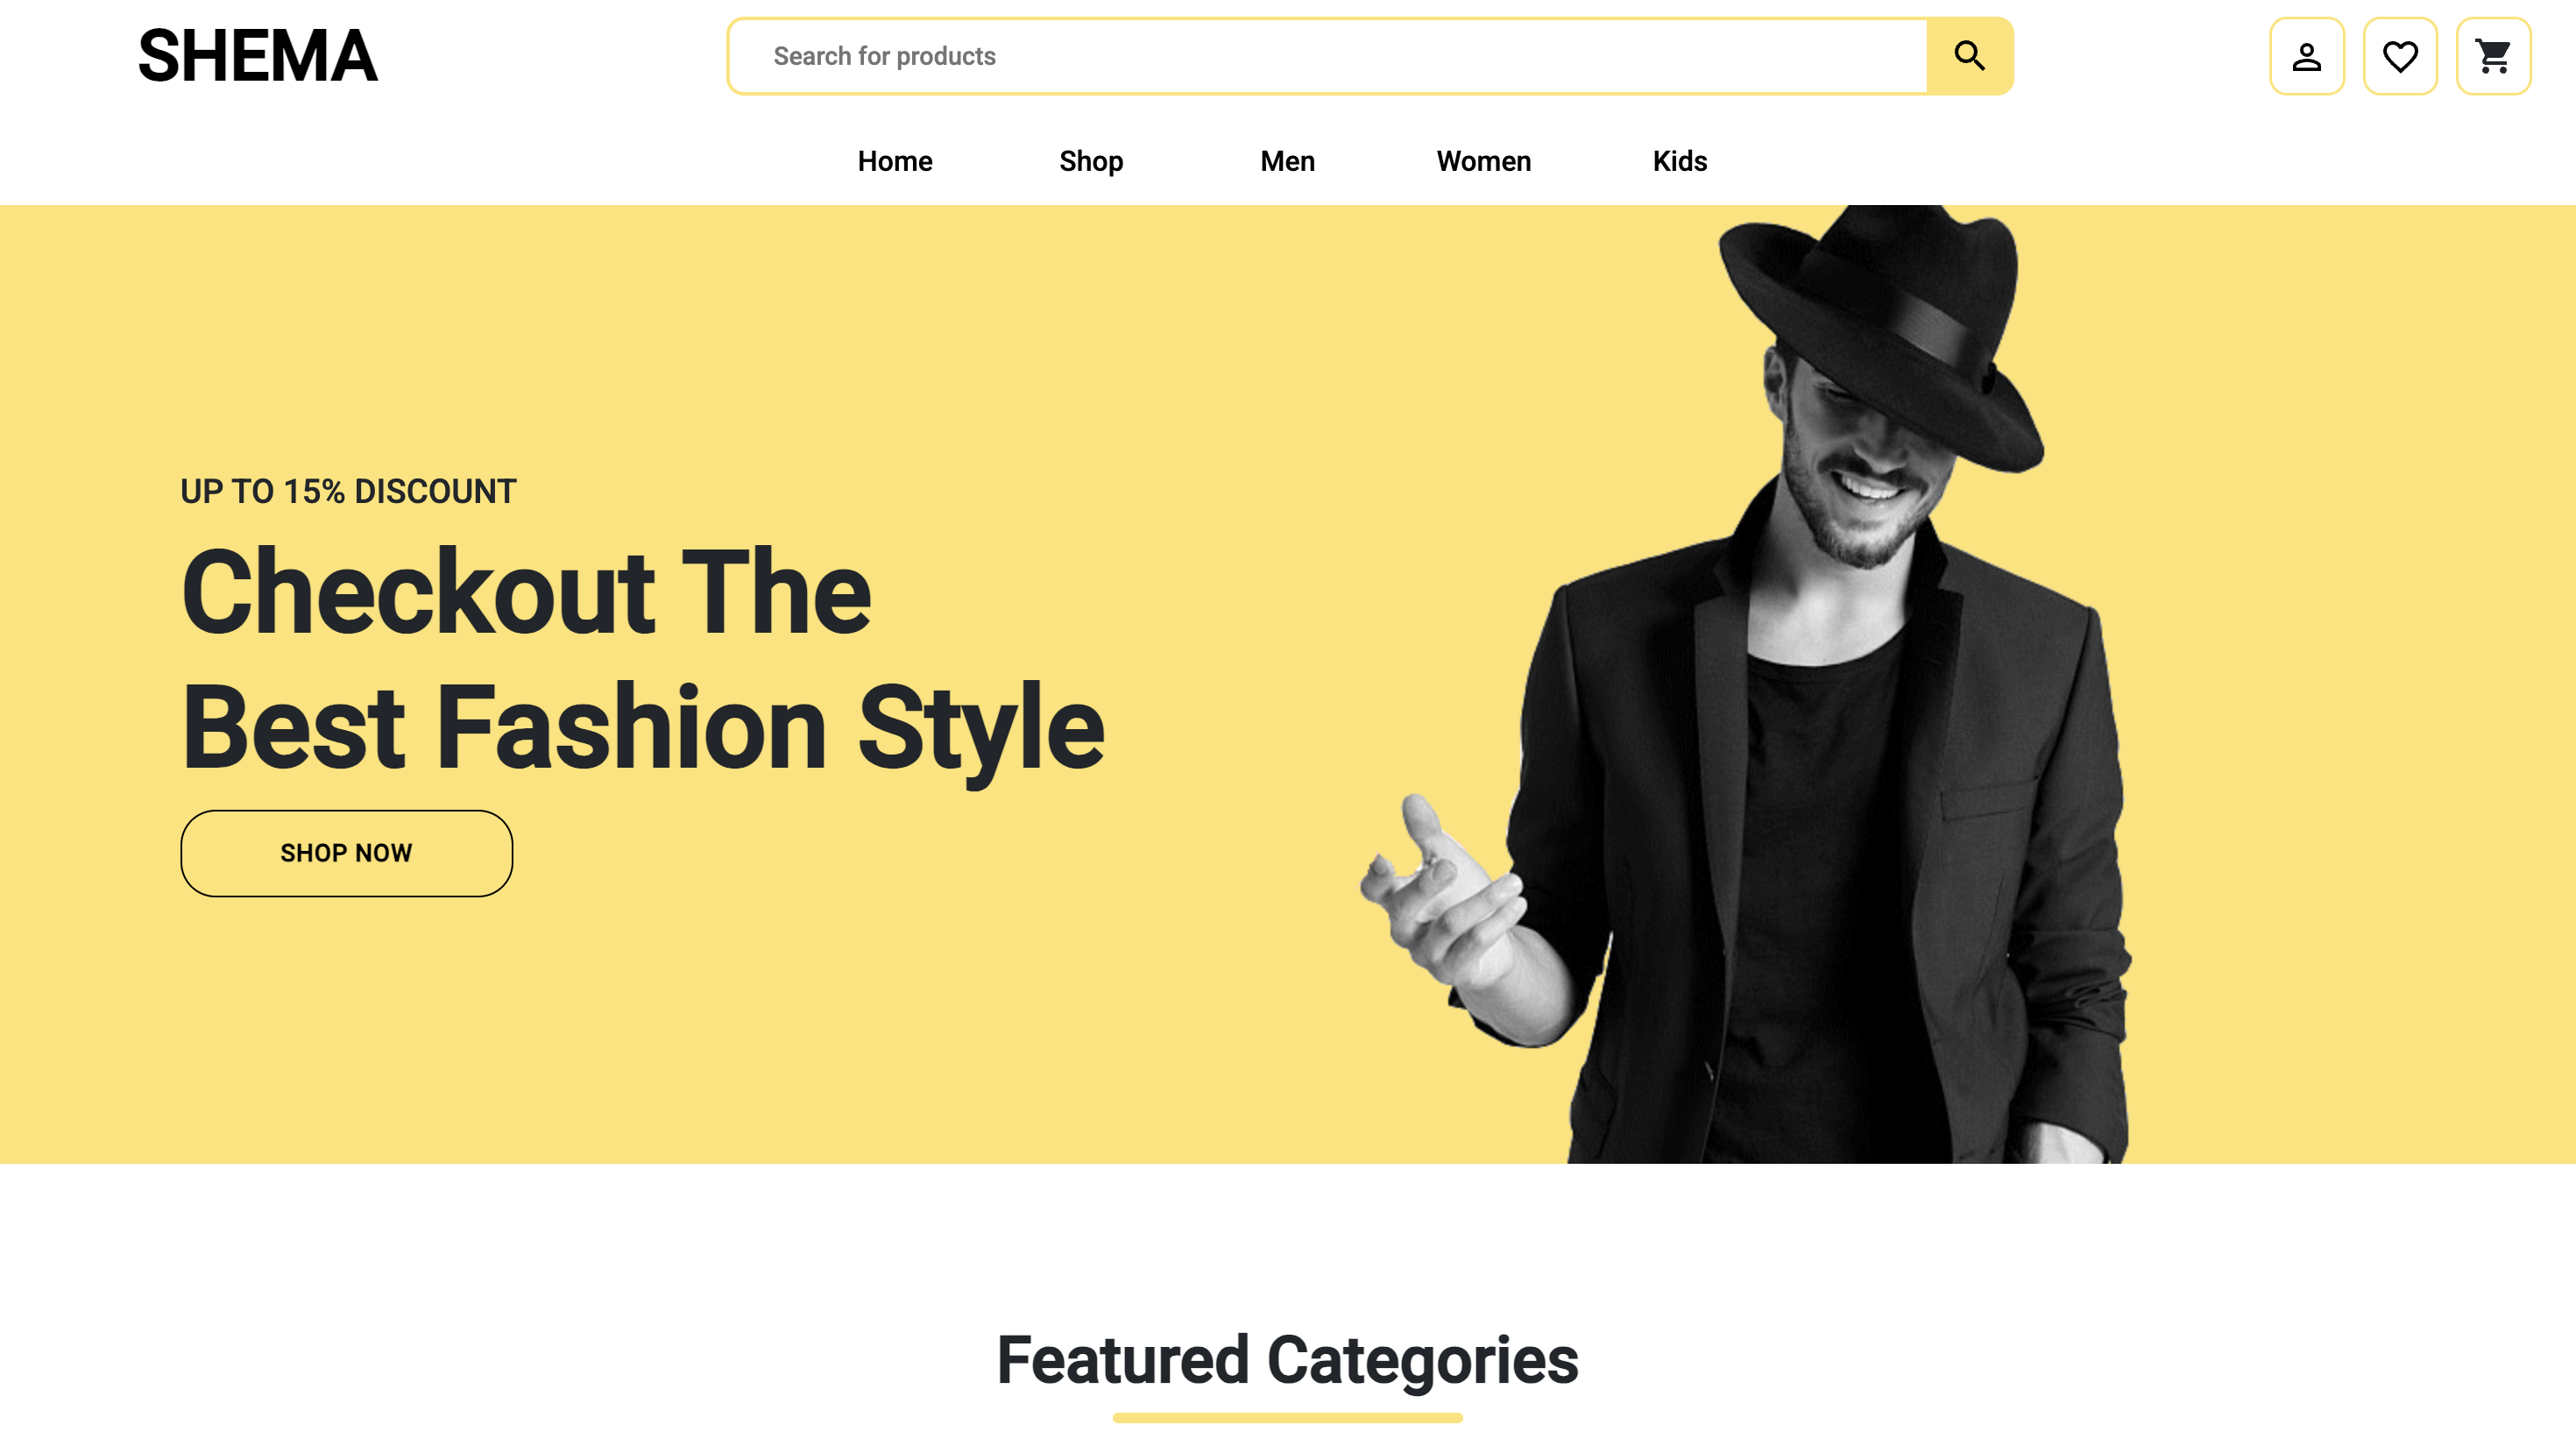 SHEMA
Search for products
Home Shop Men Women Kids
UP TO 15% DISCOUNT
Checkout The
Best Fashion Style
SHOP NOW
Featured Categories